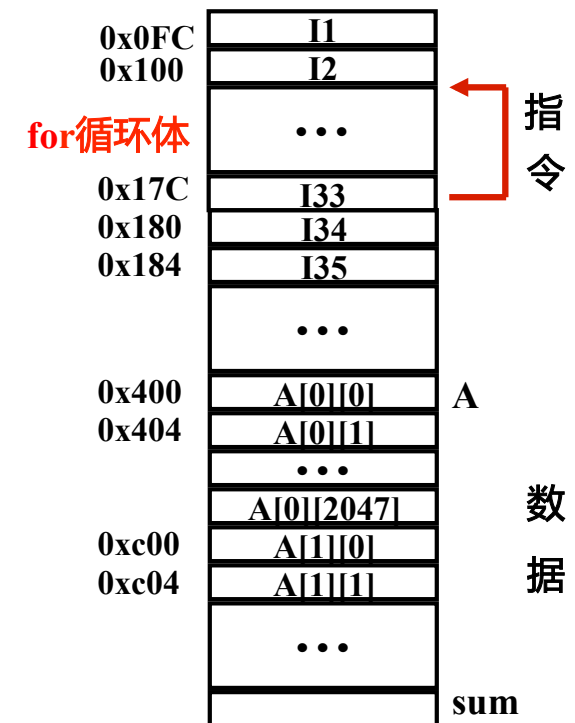 0x0FC I1
0x100 I2
for循环体 •••
指令
0x17C I33
0x180 I34
0x184 I35
•••
0x400 A[0][0] A
0x404 A[0][1]
•••
A[0][2047]
数据
0xc00 A[1][0]
0xc04 A[1][1]
•••
sum